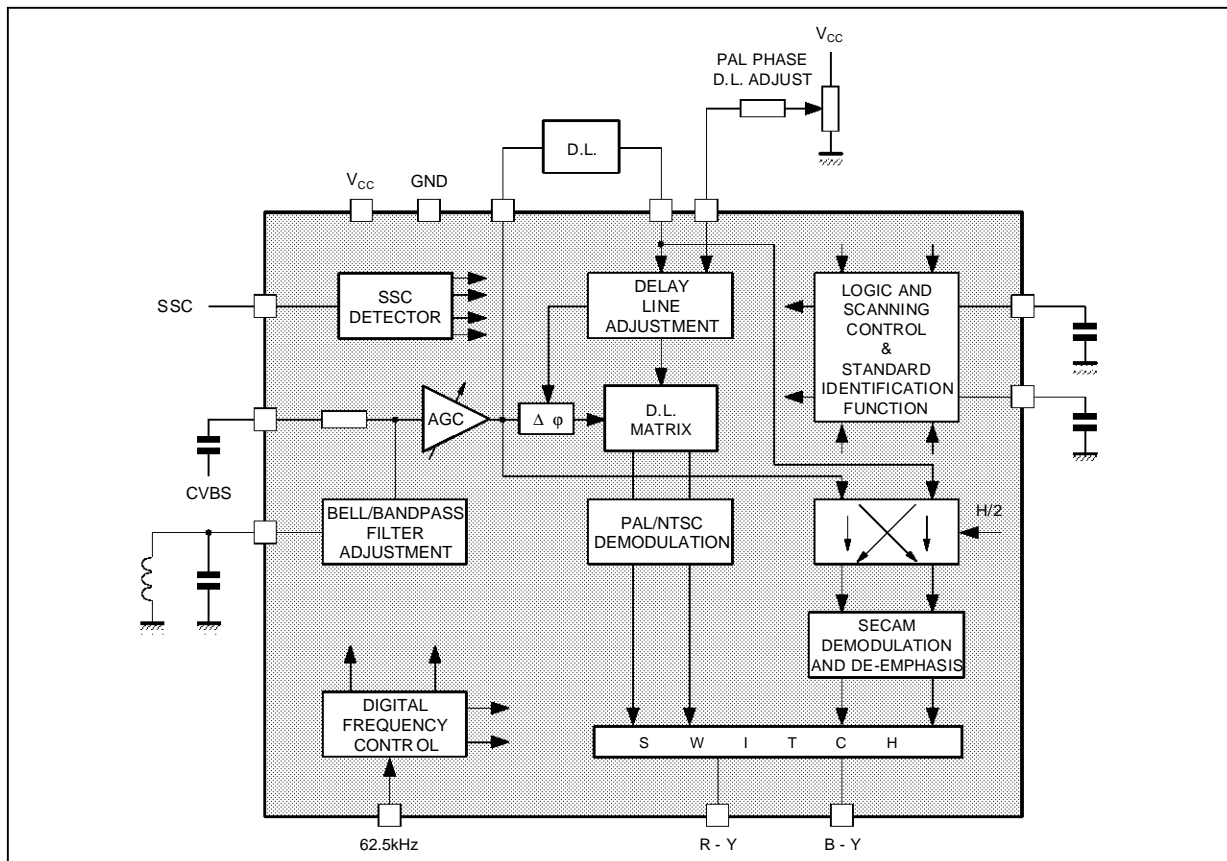 VCC
PAL PHASE
D.L. ADJUST
D.L.
VCC
GND
SSC
SSC
DETECTOR
DELAY
LINE
ADJUSTMENT
LOGIC AND
SCANNING
CONTROL
&
STANDARD
IDENTIFICATION
FUNCTION
AGC
Δ φ
D.L.
MATRIX
CVBS
BELL/BANDPASS
FILTER
ADJUSTMENT
PAL/NTSC
DEMODULATION
H/2
SECAM
DEMODULATION
AND DE-EMPHASIS
DIGITAL
FREQUENCY
CONTROL
S W I T C H
62.5kHz
R - Y
B - Y